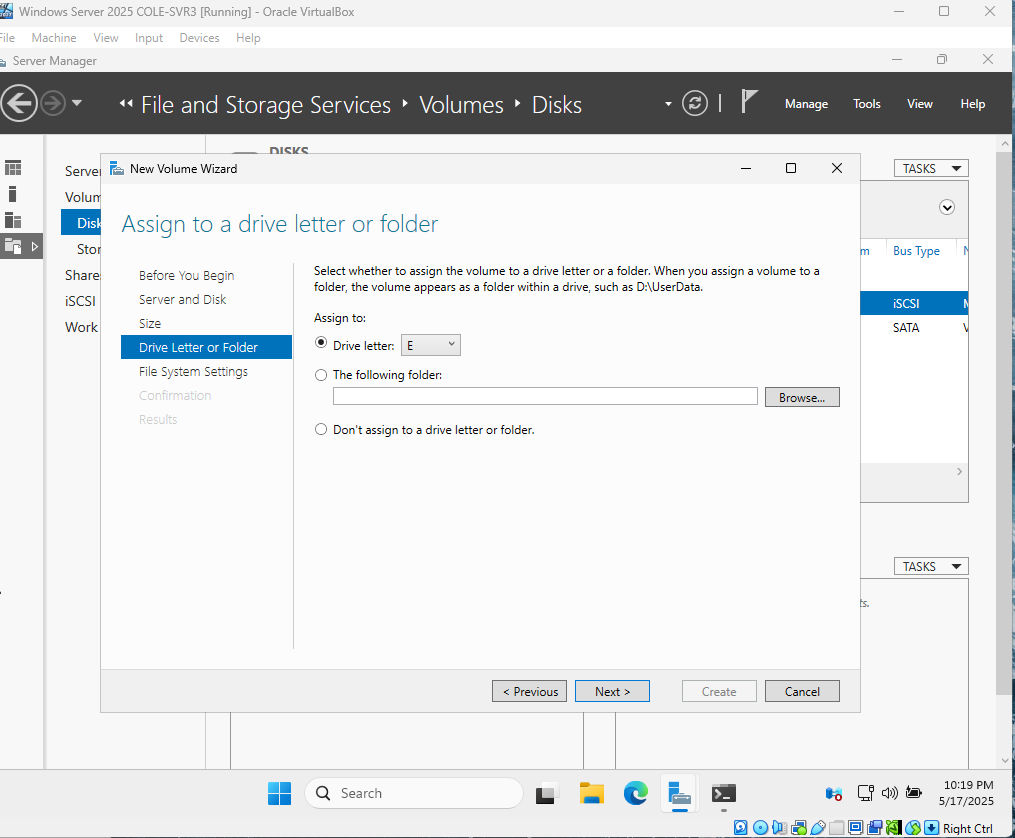 Windows Server 2025 COLE-SVR3 [Running] - Oracle VirtualBox
File Machine View Input Devices Help
Server Manager
File and Storage Services Volumes Disks
Manage Tools View Help
DISKS
TASKS
Server
Volum
Disk
Stor
Shares
iSCSI
Work
New Volume Wizard
Assign to a drive letter or folder
Before You Begin
Server and Disk
Size
Drive Letter or Folder
File System Settings
Confirmation
Results
Select whether to assign the volume to a drive letter or a folder. When you assign a volume to a
folder, the volume appears as a folder within a drive, such as D:\UserData.
Assign to:
Drive letter: E
The following folder:
Browse...
Don't assign to a drive letter or folder.
< Previous Next > Create Cancel
m Bus Type N
iSCSI M
SATA V
TASKS
ts.
Search
10:19 PM
5/17/2025
Right Ctrl